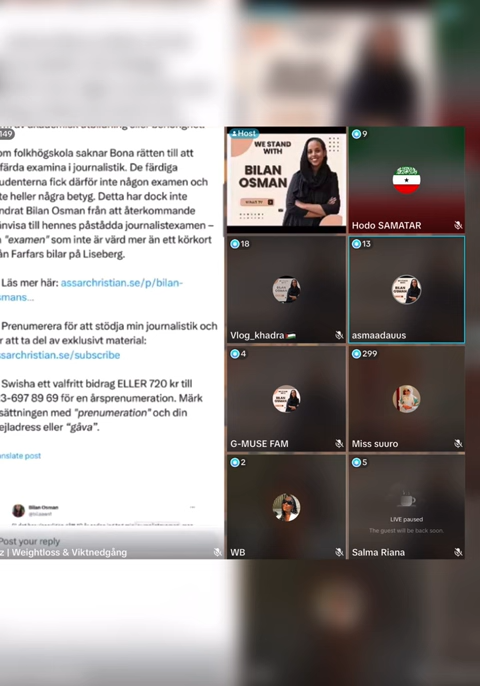 149
om folkhögskola saknar Bona rätten till att
färda examina i journalistik. De färdiga
udenterna fick därför inte någon examen och
te heller några betyg. Detta har dock inte
ndrat Bilan Osman från att återkommande
nvisa till hennes påstådda journalistexamen –
"examen" som inte är värd mer än ett körkort
ån Farfars bilar på Liseberg.
Läs mer här: assarchristian.se/p/bilan-
smans...
Prenumerera för att stödja min journalistik och
r att ta del av exklusivt material:
ssarchristian.se/subscribe
Swisha ett valfritt bidrag ELLER 720 kr till
3-697 89 69 för en årsprenumeration. Märk
sättningen med "prenumeration" och din
ejladress eller "gåva".
anslate post
Bilan Osman
Post your reply
z | Weightloss & Viktnedgång
Host
WE STAND
WITH
BILAN
OSMAN
9
Hodo SAMATAR
18
Vlog_khadra
13
asmaadauus
4
G-MUSE FAM
299
Miss suuro
2
WB
5
LIVE paused
The guest will be back soon.
Salma Riana